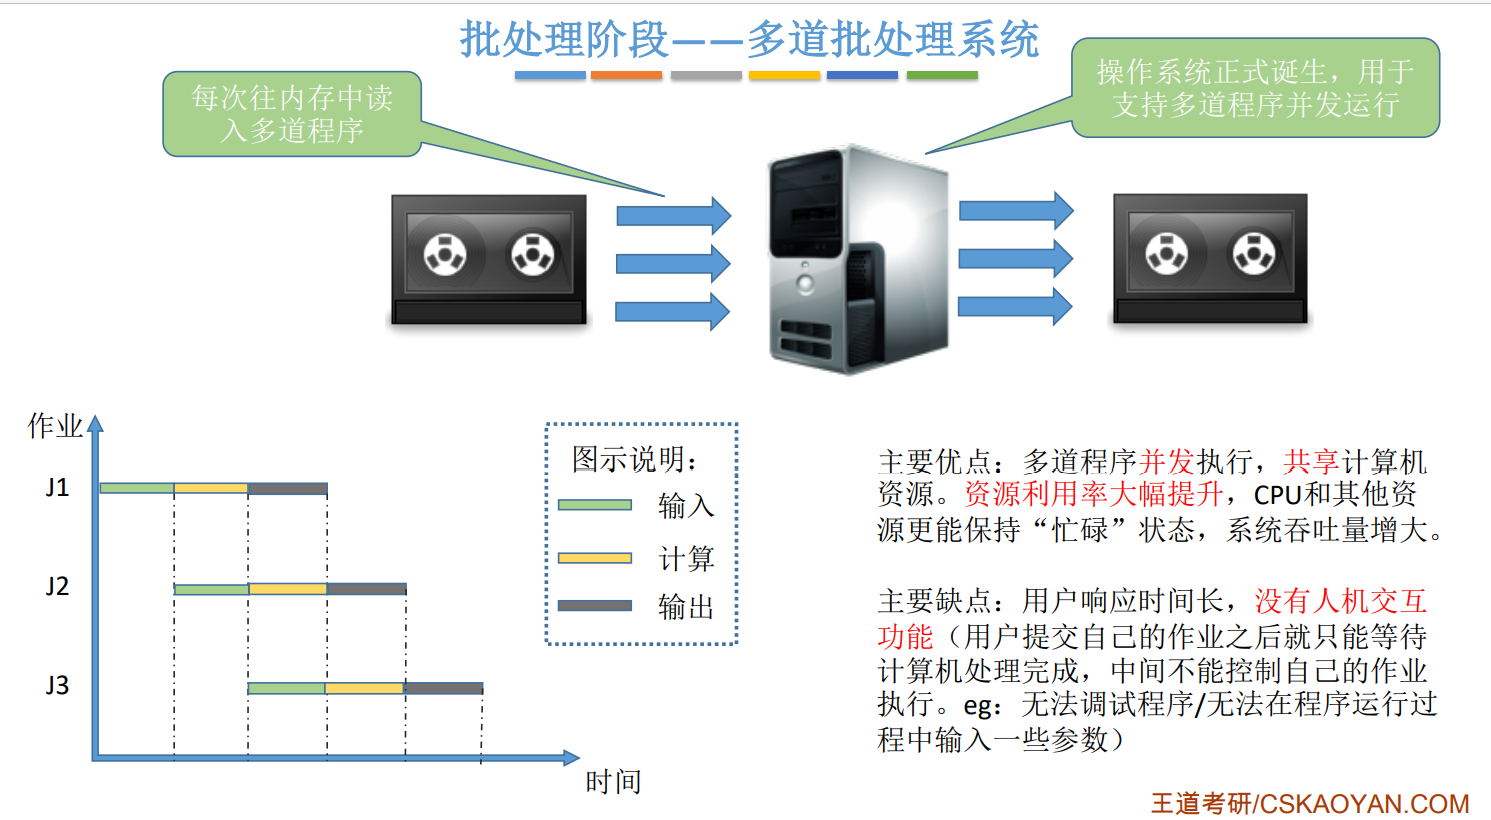 批处理阶段——多道批处理系统
每次往内存中读
入多道程序
操作系统正式诞生，用于
支持多道程序并发运行
作业
J1
J2
J3
时间
图示说明：
输入
计算
输出
主要优点：多道程序并发执行，共享计算机
资源。资源利用率大幅提升，CPU和其他资
源更能保持“忙碌”状态，系统吞吐量增大。
主要缺点：用户响应时间长，没有人机交互
功能（用户提交自己的作业之后就只能等待
计算机处理完成，中间不能控制自己的作业
执行。eg：无法调试程序/无法在程序运行过
程中输入一些参数）
王道考研/CSKAOYAN.COM